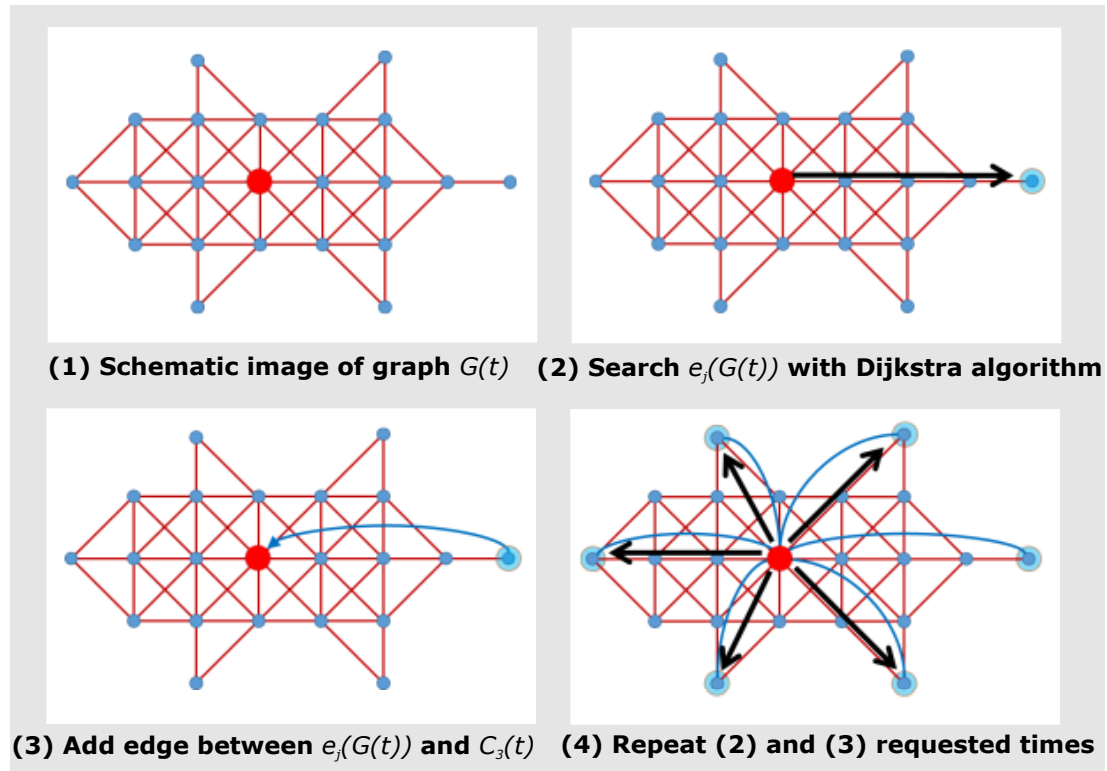 (1) Schematic image of graph G(t)
(2) Search eⱼ(G(t)) with Dijkstra algorithm
(3) Add edge between eⱼ(G(t)) and C₃(t)
(4) Repeat (2) and (3) requested times